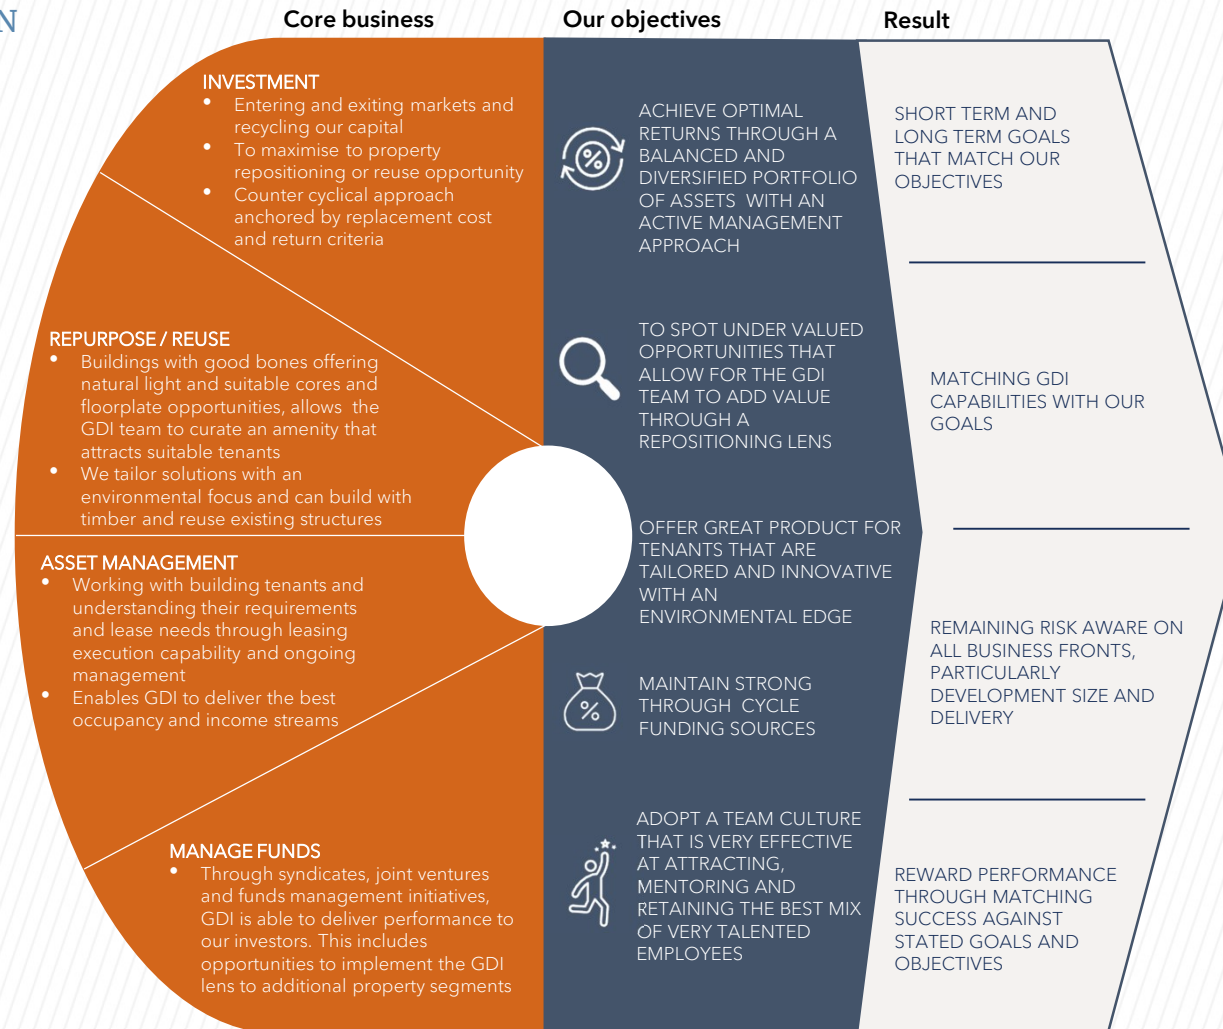 N
Core business
Our objectives
Result
INVESTMENT
• Entering and exiting markets and
recycling our capital
• To maximise to property
repositioning or reuse opportunity
• Counter cyclical approach
anchored by replacement cost
and return criteria
REPURPOSE / REUSE
• Buildings with good bones offering
natural light and suitable cores and
floorplate opportunities, allows the
GDI team to curate an amenity that
attracts suitable tenants
• We tailor solutions with an
environmental focus and can build with
timber and reuse existing structures
ASSET MANAGEMENT
• Working with building tenants and
understanding their requirements
and lease needs through leasing
execution capability and ongoing
management
• Enables GDI to deliver the best
occupancy and income streams
MANAGE FUNDS
• Through syndicates, joint ventures
and funds management initiatives,
GDI is able to deliver performance to
our investors. This includes
opportunities to implement the GDI
lens to additional property segments
%
ACHIEVE OPTIMAL
RETURNS THROUGH A
BALANCED AND
DIVERSIFIED PORTFOLIO
OF ASSETS WITH AN
ACTIVE MANAGEMENT
APPROACH
TO SPOT UNDER VALUED
OPPORTUNITIES THAT
ALLOW FOR THE GDI
TEAM TO ADD VALUE
THROUGH A
REPOSITIONING LENS
OFFER GREAT PRODUCT FOR
TENANTS THAT ARE
TAILORED AND INNOVATIVE
WITH AN
ENVIRONMENTAL EDGE
%
MAINTAIN STRONG
THROUGH CYCLE
FUNDING SOURCES
ADOPT A TEAM CULTURE
THAT IS VERY EFFECTIVE
AT ATTRACTING,
MENTORING AND
RETAINING THE BEST MIX
OF VERY TALENTED
EMPLOYEES
SHORT TERM AND
LONG TERM GOALS
THAT MATCH OUR
OBJECTIVES
MATCHING GDI
CAPABILITIES WITH OUR
GOALS
REMAINING RISK AWARE ON
ALL BUSINESS FRONTS,
PARTICULARLY
DEVELOPMENT SIZE AND
DELIVERY
REWARD PERFORMANCE
THROUGH MATCHING
SUCCESS AGAINST
STATED GOALS AND
OBJECTIVES